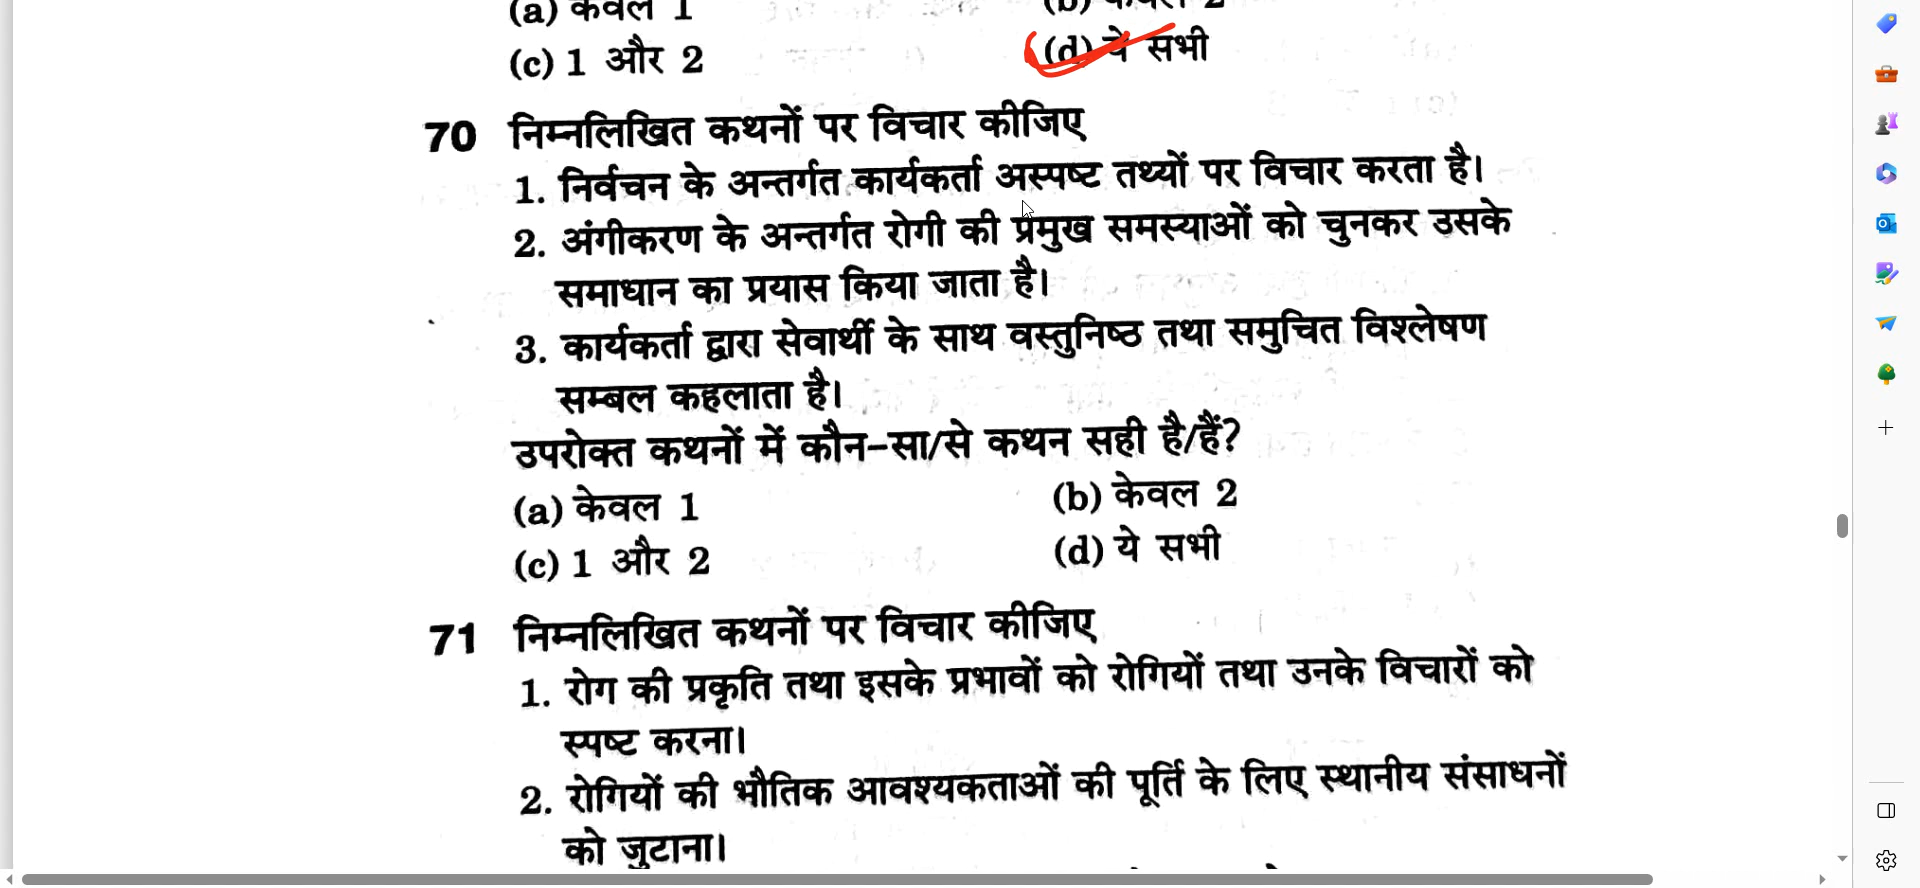 (a) केवल 1
(c) 1 और 2
(d) ये सभी
70 निम्नलिखित कथनों पर विचार कीजिए
1. निर्वचन के अन्तर्गत कार्यकर्ता अस्पष्ट तथ्यों पर विचार करता है।
2. अंगीकरण के अन्तर्गत रोगी की प्रमुख समस्याओं को चुनकर उसके
समाधान का प्रयास किया जाता है।
3. कार्यकर्ता द्वारा सेवार्थी के साथ वस्तुनिष्ठ तथा समुचित विश्लेषण
सम्बल कहलाता है।
उपरोक्त कथनों में कौन-सा/से कथन सही है/हैं?
(a) केवल 1
(b) केवल 2
(c) 1 और 2
(d) ये सभी
71 निम्नलिखित कथनों पर विचार कीजिए
1. रोग की प्रकृति तथा इसके प्रभावों को रोगियों तथा उनके विचारों को
स्पष्ट करना।
2. रोगियों की भौतिक आवश्यकताओं की पूर्ति के लिए स्थानीय संसाधनों
को जुटाना।